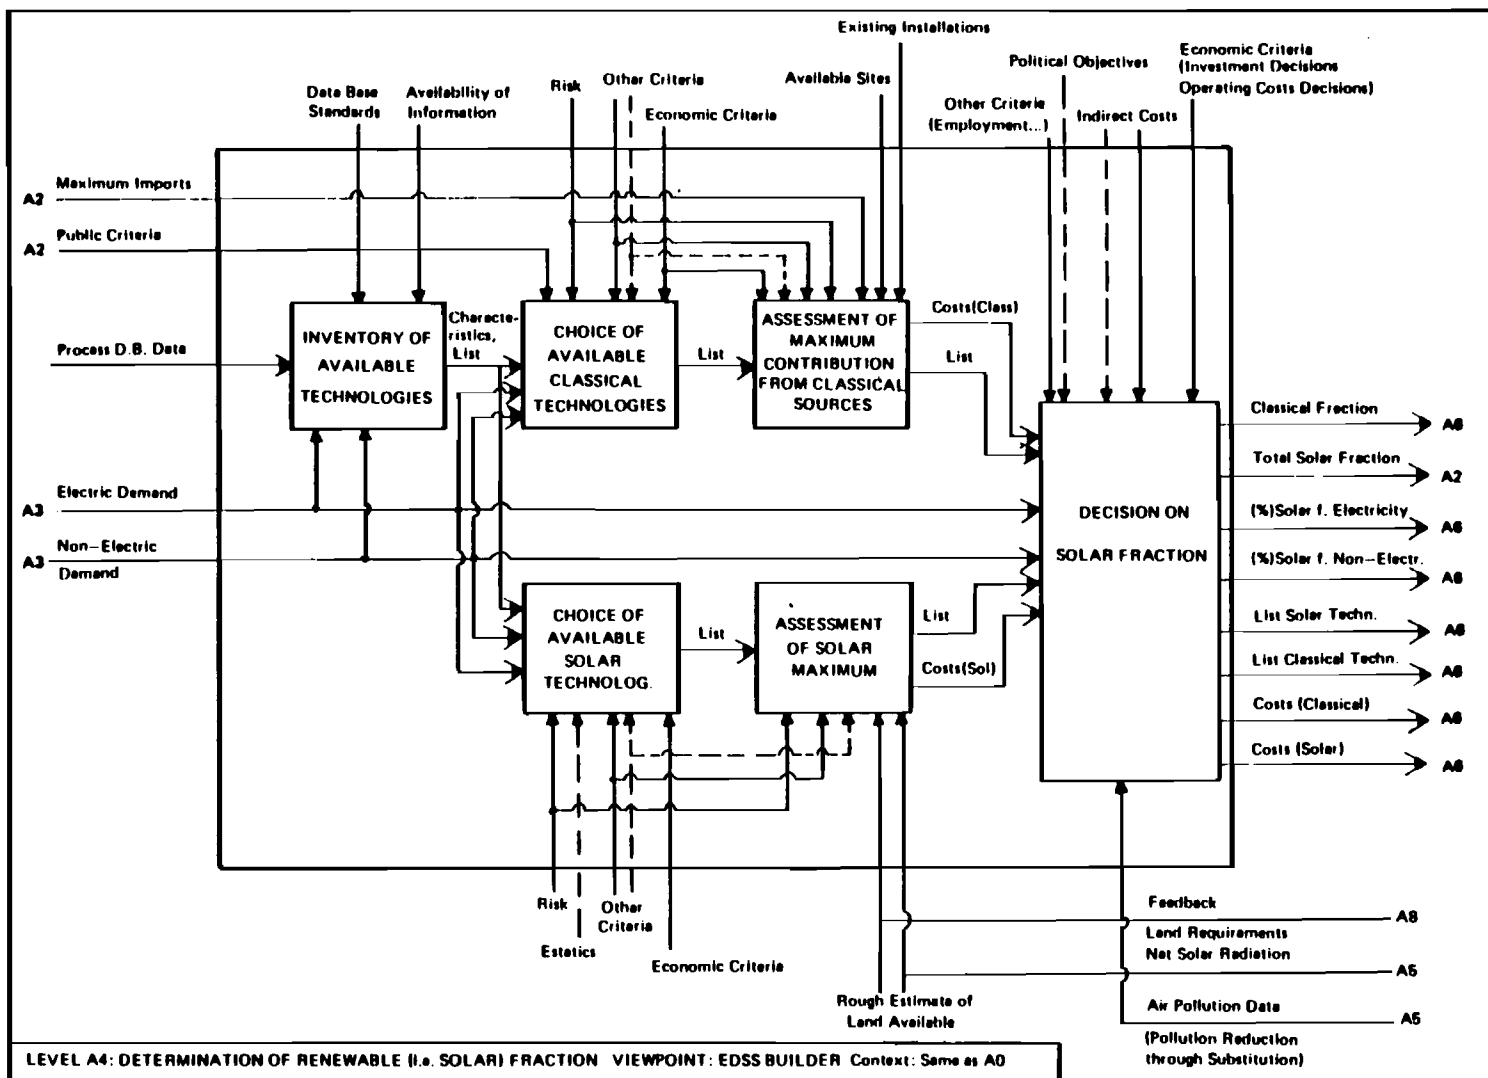 Existing Installations
Political Objectives
Economic Criteria
(Investment Decisions
Operating Costs Decisions)
Risk
Other Criteria
Available Sites
Data Base
Standards
Availability of
Information
Economic Criteria
Other Criteria
(Employment...)
Indirect Costs
A2
Maximum Imports
A2
Public Criteria
Process D.B. Data
INVENTORY OF
AVAILABLE
TECHNOLOGIES
Characte-
ristics,
List
CHOICE OF
AVAILABLE
CLASSICAL
TECHNOLOGIES
List
ASSESSMENT OF
MAXIMUM
CONTRIBUTION
FROM CLASSICAL
SOURCES
Costs(Class)
List
A3
Electric Demand
A3
Non-Electric
Demand
DECISION ON
SOLAR FRACTION
CHOICE OF
AVAILABLE
SOLAR
TECHNOLOG.
List
ASSESSMENT
OF SOLAR
MAXIMUM
List
Costs(Sol)
Classical Fraction
A6
Total Solar Fraction
A2
(%)Solar f. Electricity
A6
(%)Solar f. Non-Electr.
A6
List Solar Techn.
A6
List Classical Techn.
A6
Costs (Classical)
A6
Costs (Solar)
A6
Risk
Estatics
Other
Criteria
Economic Criteria
Rough Estimate of
Land Available
Feedback
A8
Land Requirements
Net Solar Radiation
A5
Air Pollution Data
A5
(Pollution Reduction
through Substitution)
LEVEL A4: DETERMINATION OF RENEWABLE (i.e. SOLAR) FRACTION VIEWPOINT: EDSS BUILDER Context: Same as A0